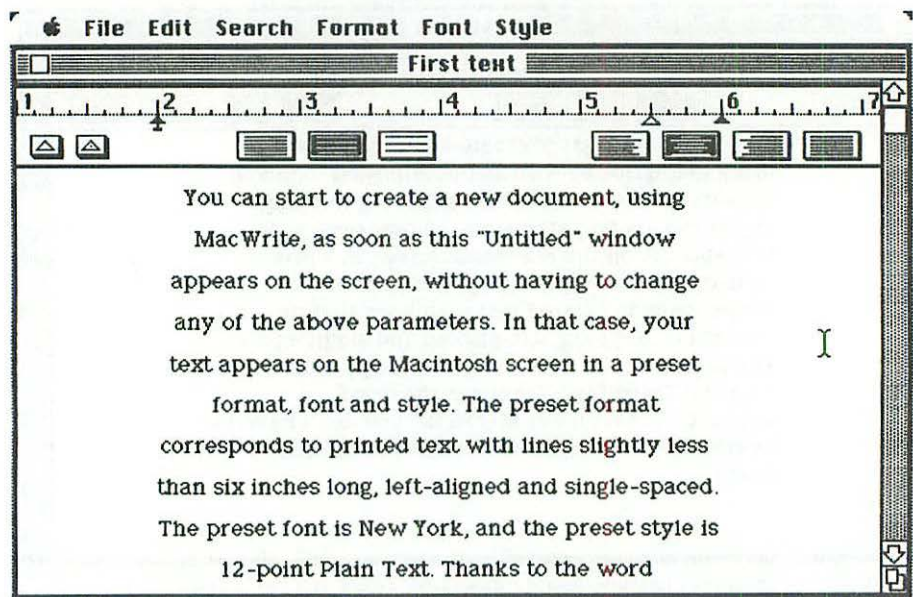 File Edit Search Format Font Style
First text
1 2 3 4 5 6 7
You can start to create a new document, using
MacWrite, as soon as this "Untitled" window
appears on the screen, without having to change
any of the above parameters. In that case, your
text appears on the Macintosh screen in a preset
format, font and style. The preset format
corresponds to printed text with lines slightly less
than six inches long, left-aligned and single-spaced.
The preset font is New York, and the preset style is
12-point Plain Text. Thanks to the word